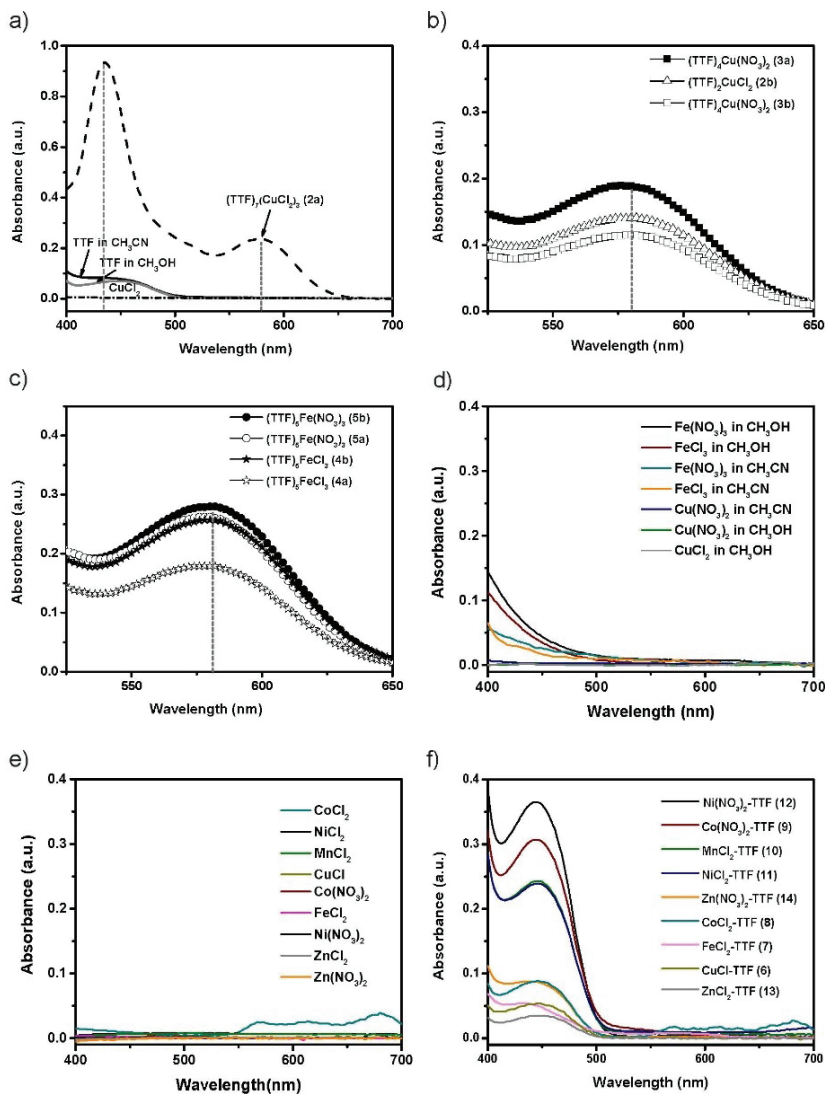 a)
1.0
0.8
0.6
0.4
0.2
0.0
Absorbance (a.u.)
(TTF)₇(CuCl₂)₃ (2a)
TTF in CH₃CN
TTF in CH₃OH
CuCl₂
400 500 600 700
Wavelength (nm)
b)
0.4
0.3
0.2
0.1
0.0
Absorbance (a.u.)
(TTF)₄Cu(NO₃)₂ (3a)
(TTF)₂CuCl₂ (2b)
(TTF)₄Cu(NO₃)₂ (3b)
550 600 650
Wavelength (nm)
c)
0.4
0.3
0.2
0.1
0.0
Absorbance (a.u.)
(TTF)₅Fe(NO₃)₃ (5b)
(TTF)₅Fe(NO₃)₃ (5a)
(TTF)₅FeCl₃ (4b)
(TTF)₅FeCl₃ (4a)
550 600 650
Wavelength (nm)
d)
0.4
0.3
0.2
0.1
0.0
Absorbance (a.u.)
Fe(NO₃)₃ in CH₃OH
FeCl₃ in CH₃OH
Fe(NO₃)₃ in CH₃CN
FeCl₃ in CH₃CN
Cu(NO₃)₂ in CH₃CN
Cu(NO₃)₂ in CH₃OH
CuCl₂ in CH₃OH
400 500 600 700
Wavelength (nm)
e)
0.4
0.3
0.2
0.1
0.0
Absorbance (a.u.)
CoCl₂
NiCl₂
MnCl₂
CuCl
Co(NO₃)₂
FeCl₂
Ni(NO₃)₂
ZnCl₂
Zn(NO₃)₂
400 500 600 700
Wavelength(nm)
f)
0.4
0.3
0.2
0.1
0.0
Absorbance (a.u.)
Ni(NO₃)₂-TTF (12)
Co(NO₃)₂-TTF (9)
MnCl₂-TTF (10)
NiCl₂-TTF (11)
Zn(NO₃)₂-TTF (14)
CoCl₂-TTF (8)
FeCl₂-TTF (7)
CuCl-TTF (6)
ZnCl₂-TTF (13)
400 500 600 700
Wavelength (nm)